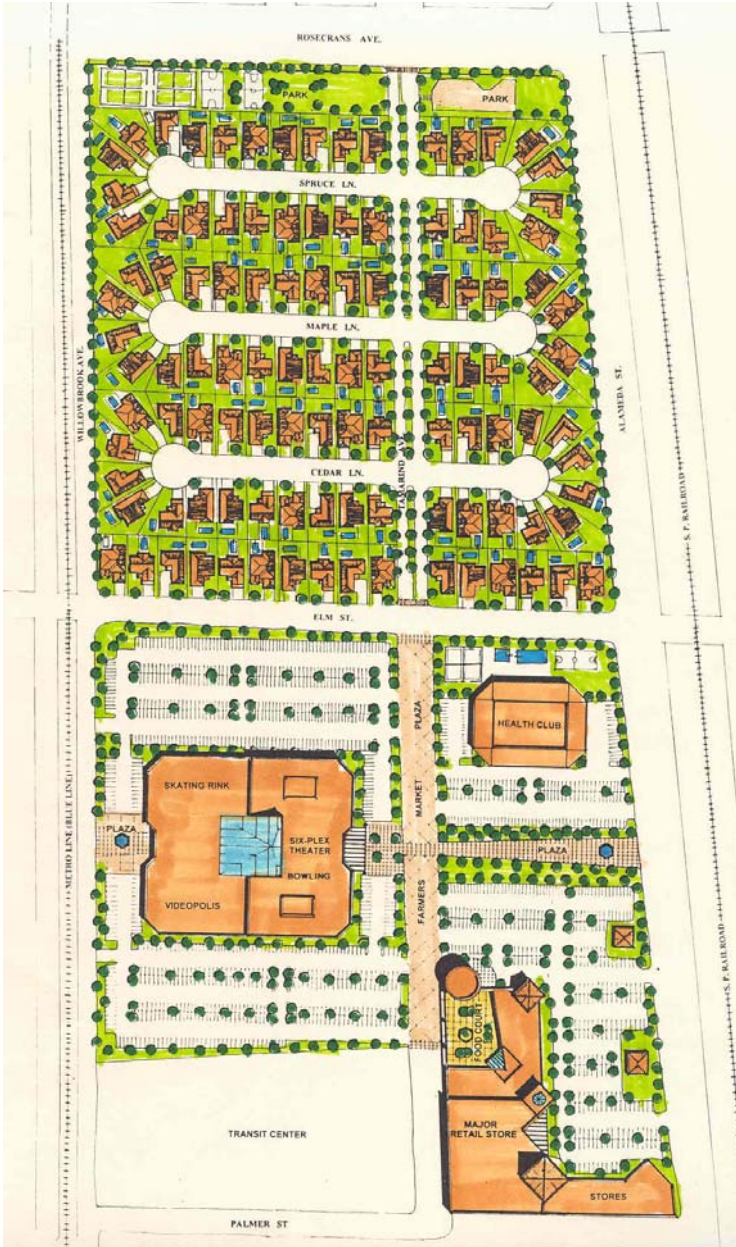 ROSECRANS AVE.
PARK
PARK
SPRUCE LN.
MAPLE LN.
WILLOWBROOK AVE.
ALAMEDA ST.
CEDAR LN.
TAMARIND AVE
S. P. RAILROAD
ELM ST.
HEALTH CLUB
PLAZA
MARKET
FARMERS
SKATING RINK
PLAZA
SIX-PLEX
THEATER
BOWLING
VIDEOPOLIS
PLAZA
METRO LINE (BLUE LINE)
S. P. RAILROAD
FOOD COURT
MAJOR
RETAIL STORE
TRANSIT CENTER
STORES
PALMER ST